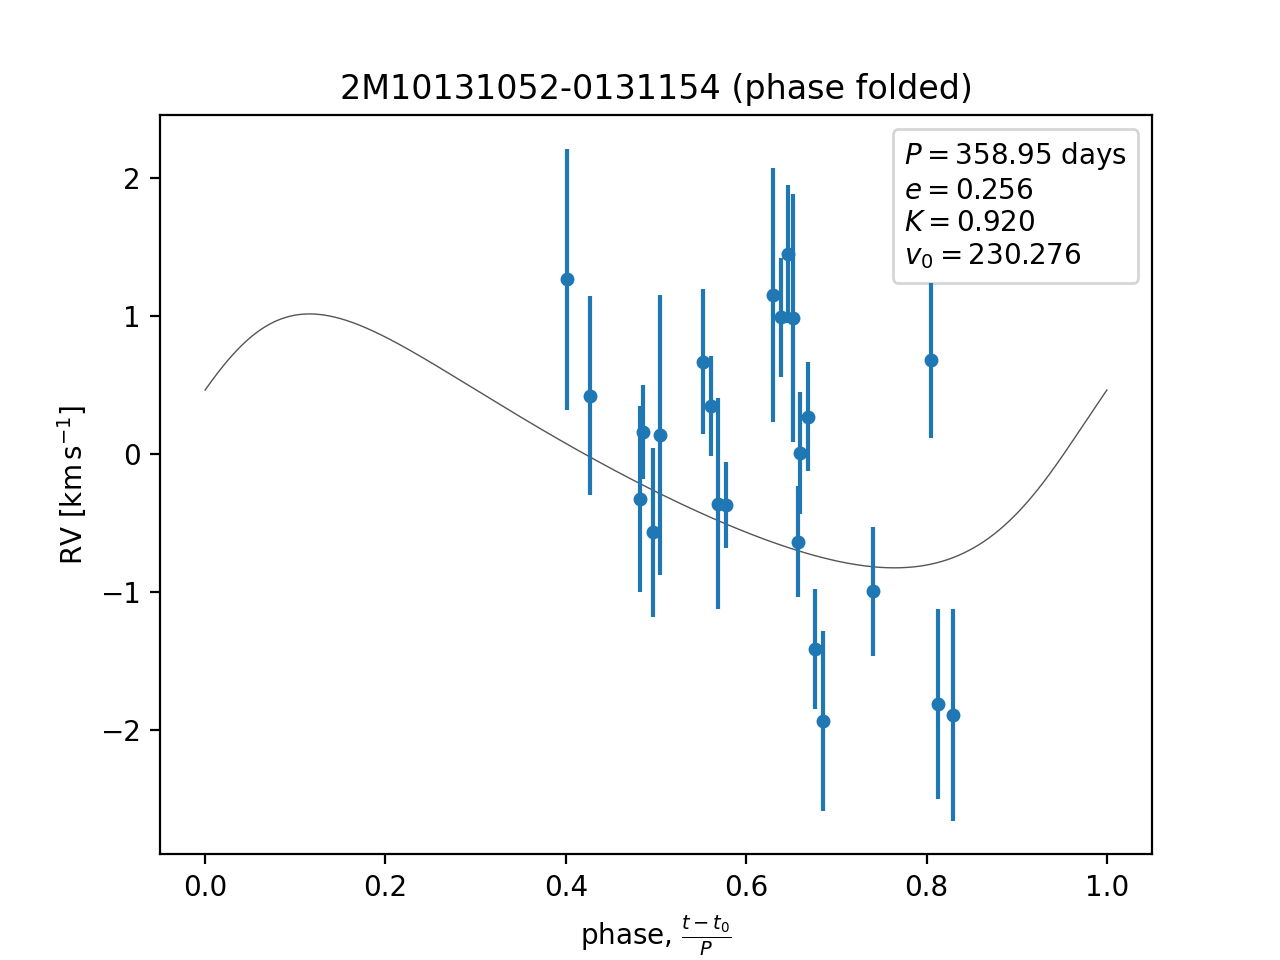 2M10131052-0131154 (phase folded)
P = 358.95 days
e = 0.256
K = 0.920
v₀ = 230.276
2
1
0
−1
−2
RV [km s⁻¹]
0.0 0.2 0.4 0.6 0.8 1.0
phase, (t − t₀)/P